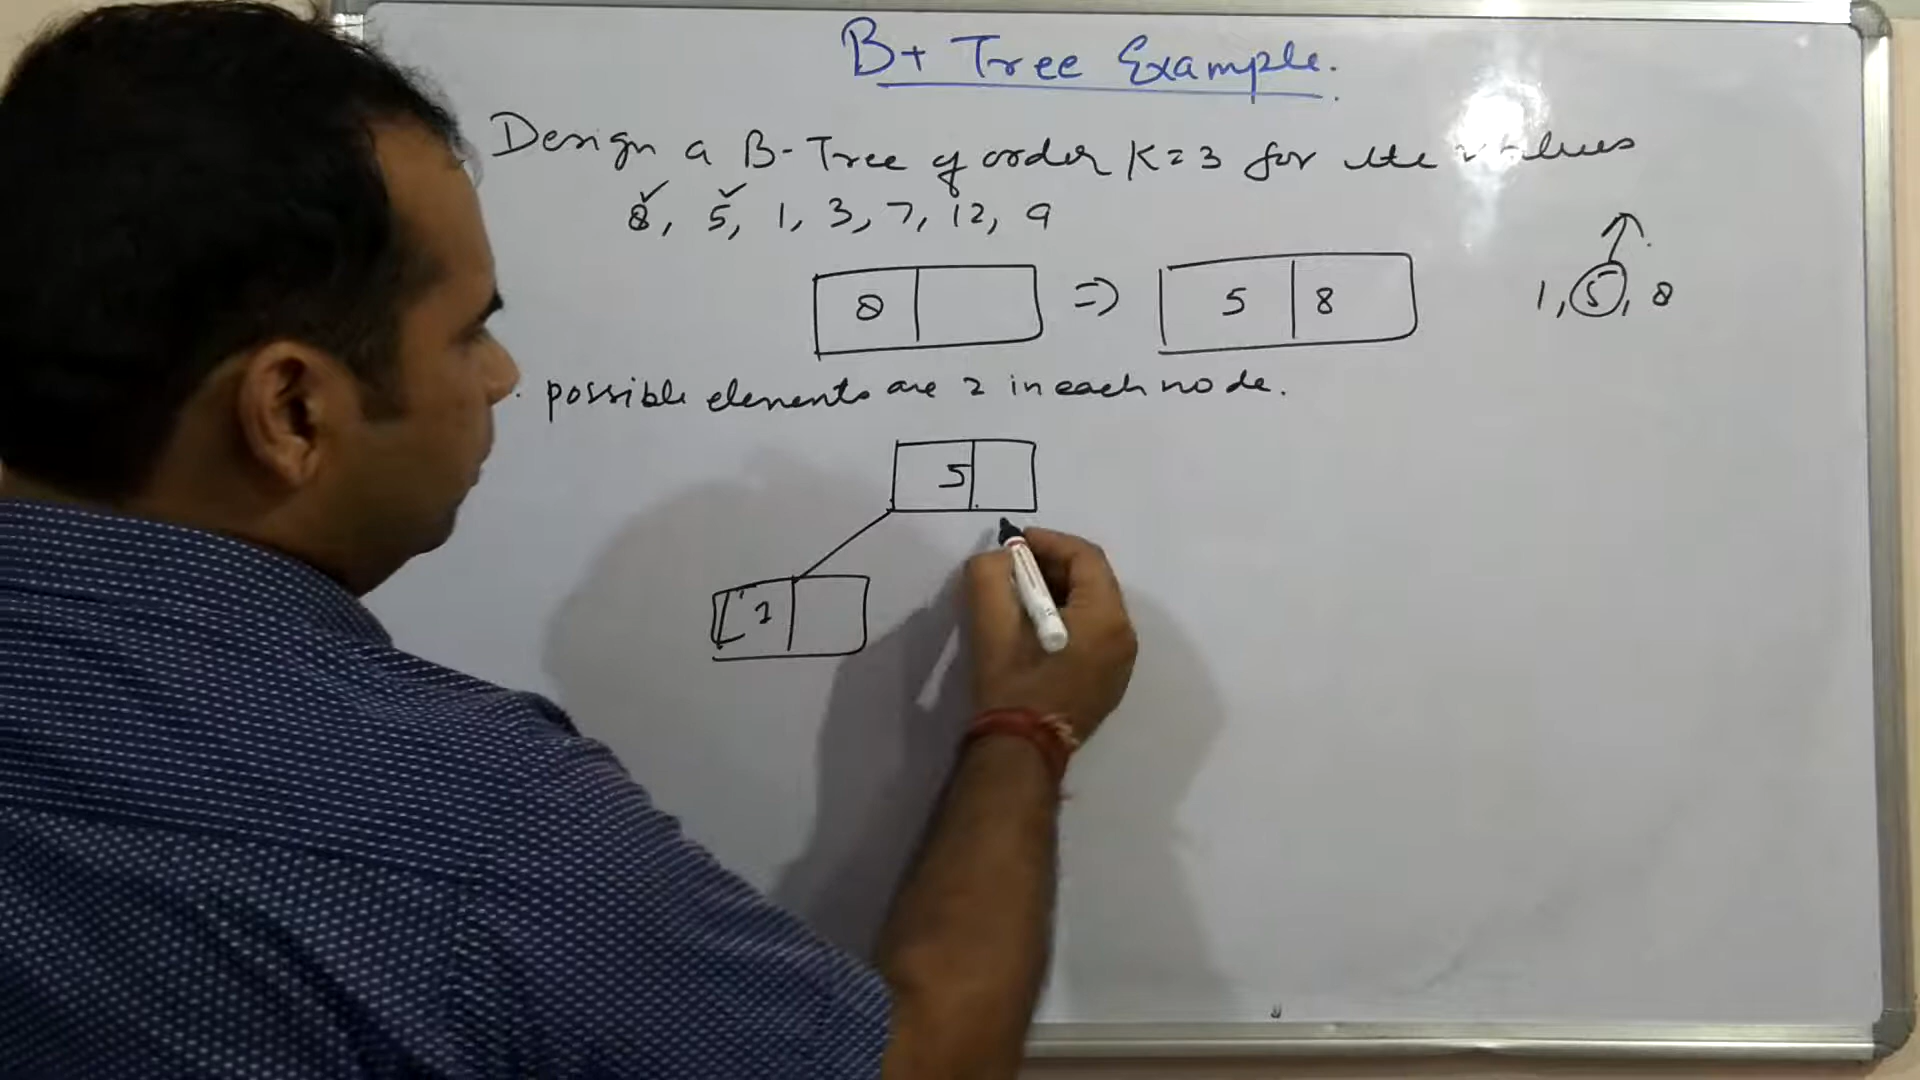 B+ Tree Example.
Design a B-Tree of order K=3 for the values
8, 5, 1, 3, 7, 12, 9
8 => 5 8 1, 5, 8
possible elements are 2 in each node.
5
1